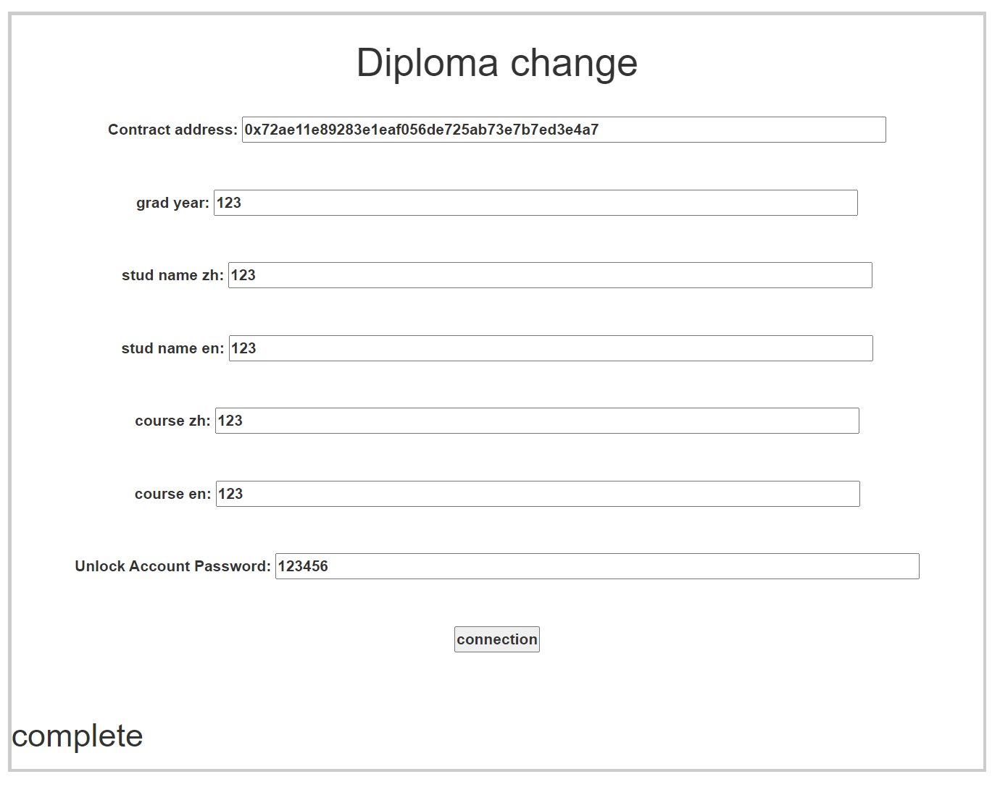 Diploma change
Contract address: 0x72ae11e89283e1eaf056de725ab73e7b7ed3e4a7
grad year: 123
stud name zh: 123
stud name en: 123
course zh: 123
course en: 123
Unlock Account Password: 123456
connection
complete